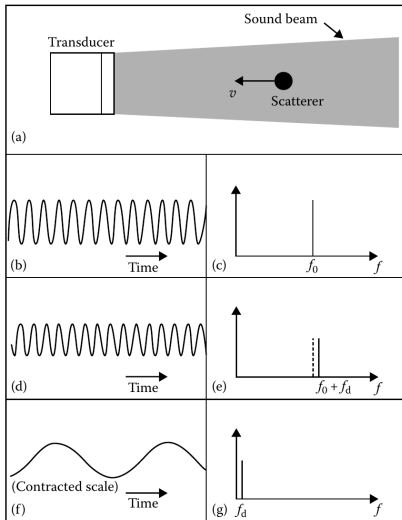 Sound beam
Transducer
v
Scatterer
(a)
(b)
Time
(c)
f0
f
(d)
Time
(e)
f0 + fd
f
(Contracted scale)
(f)
Time
(g)
fd
f